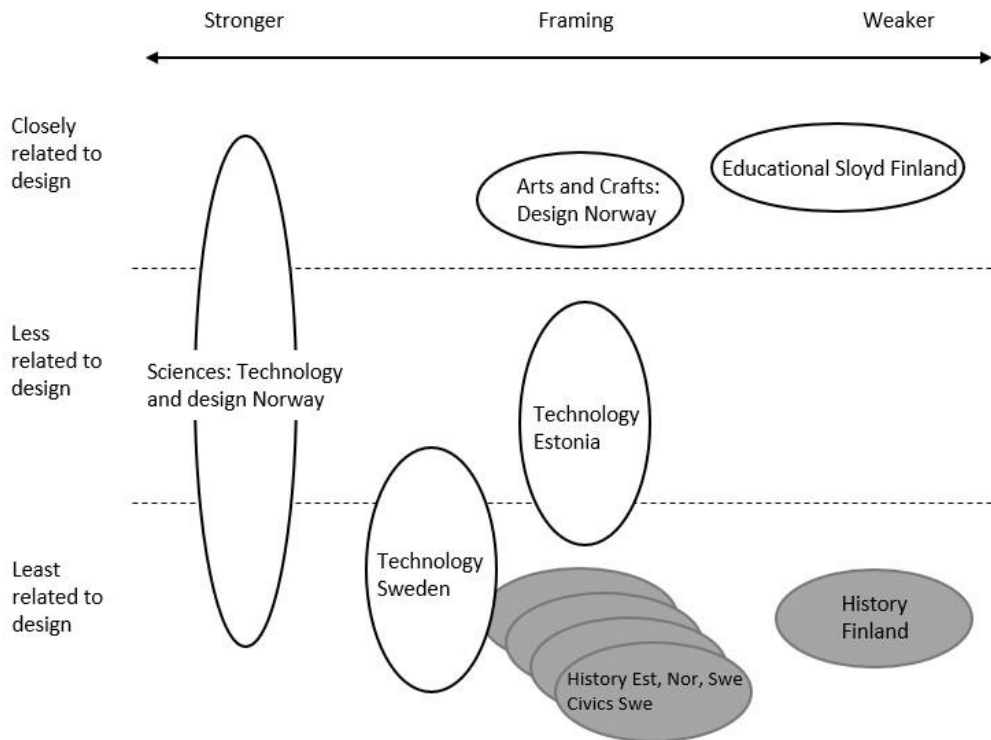 Stronger
Framing
Weaker
Closely
related to
design
Educational Sloyd Finland
Arts and Crafts:
Design Norway
Less
related to
design
Sciences: Technology
and design Norway
Technology
Estonia
Least
related to
design
Technology
Sweden
History
Finland
History Est, Nor, Swe
Civics Swe